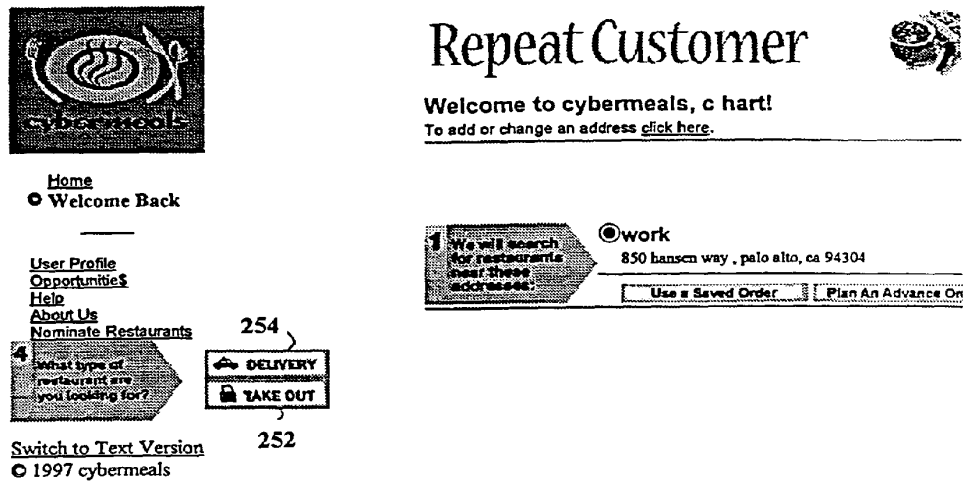 cybermeals
Home
Welcome Back
User Profile
Opportunitie$
Help
About Us
Nominate Restaurants
4
What type of
restaurant are
you looking for?
254
DELIVERY
TAKE OUT
252
Switch to Text Version
© 1997 cybermeals
Repeat Customer
Welcome to cybermeals, c hart!
To add or change an address click here.
1
We will search
for restaurants
near these
addresses:
work
850 hansen way , palo alto, ca 94304
Use a Saved Order
Plan An Advance Or